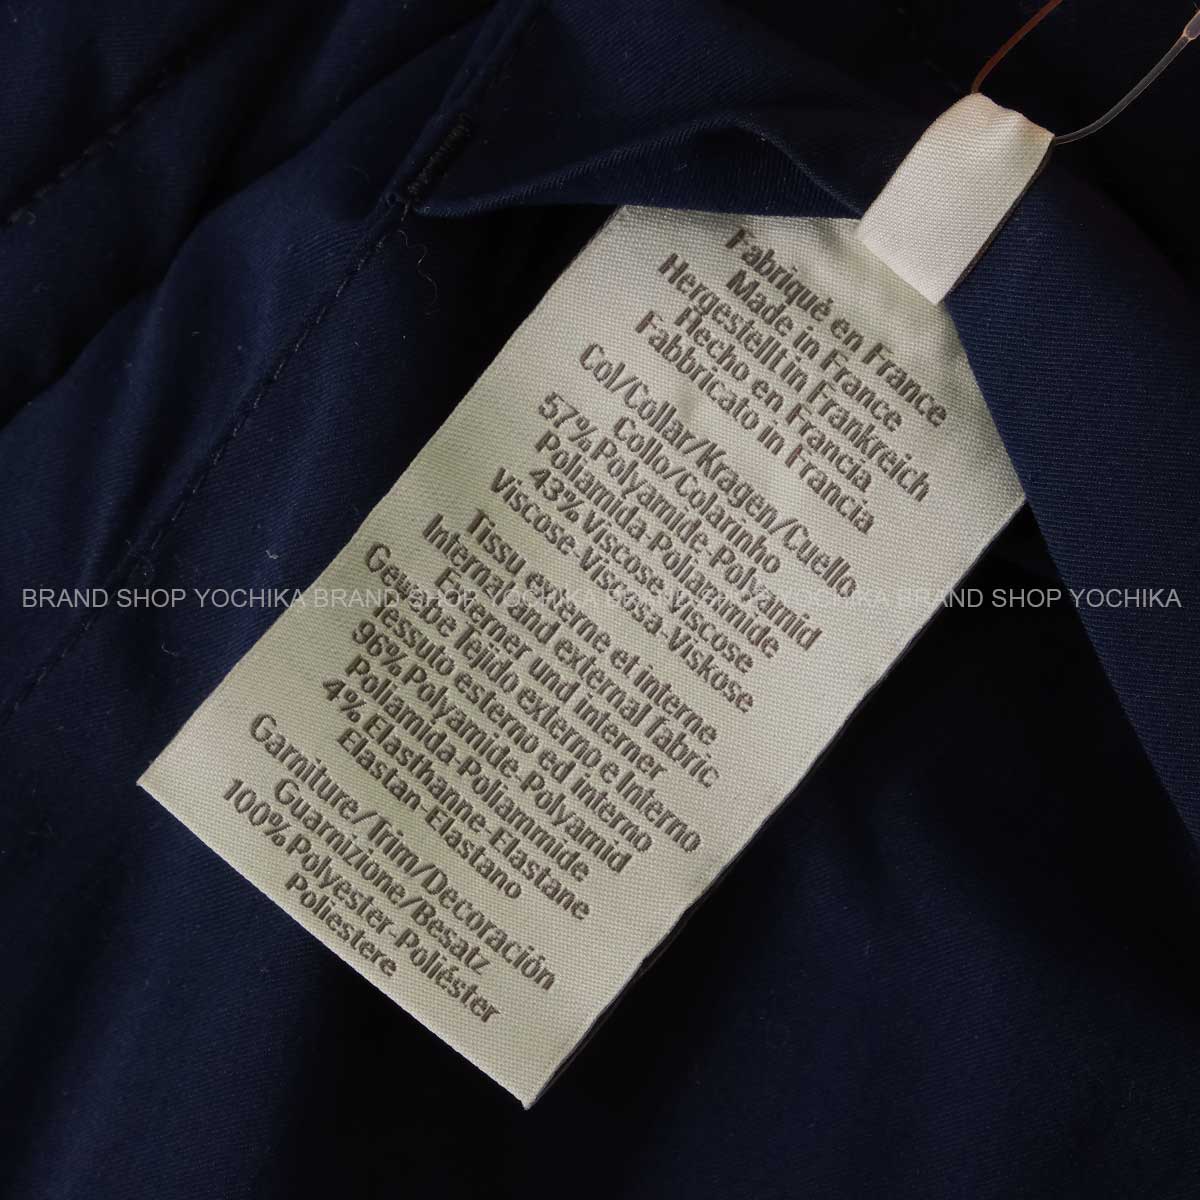 Fabriqué en France
Made in France
Hergestellt in Frankreich
Hecho en Francia
Fabbricato in Francia
Col/Collar/Kragen/Cuello
Collo/Colarinho
57% Polyamide-Polyamid
Poliamida-Poliammide
43% Viscose-Viscose
Viscose-Viscosa-Viskose
Tissu externe et interne
Internal and external fabric
Externer und interner
Gewebe Tejido externo e Interno
Tessuto esterno ed interno
96% Polyamide-Polyamid
Poliamida-Poliammide
4% Elasthanne-Elastane
Elastan-Elastano
Garniture/Trim/Decoración
Guarnizione/Besatz
100% Polyester-Poliéster
Poliestere
BRAND SHOP YOCHIKA BRAND SHOP YOCHIKA BRAND SHOP YOCHIKA BRAND SHOP YOCHIKA